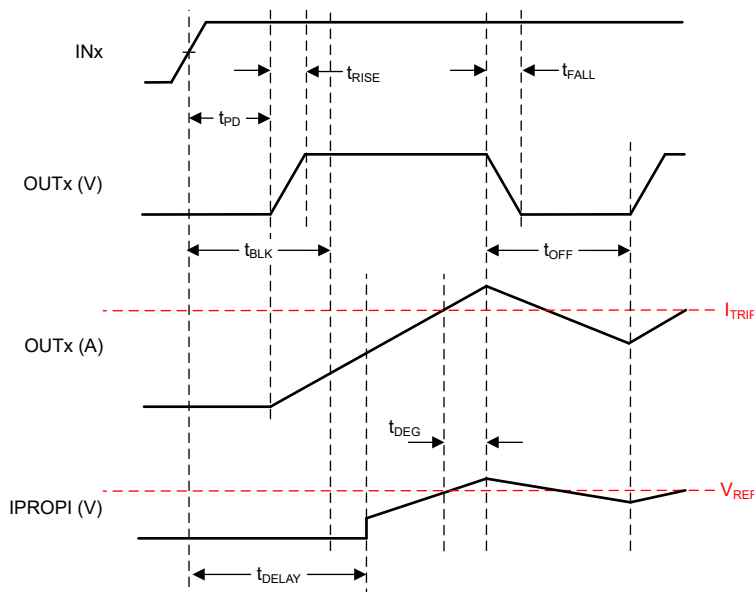 INx
tRISE
tFALL
tPD
OUTx (V)
tBLK
tOFF
ITRIP
OUTx (A)
tDEG
VREF
IPROPI (V)
tDELAY